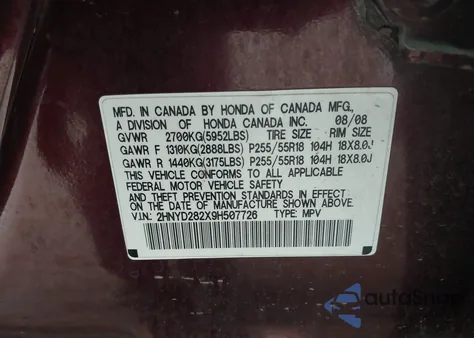 MFD. IN CANADA BY HONDA OF CANADA MFG.,
A DIVISION OF HONDA CANADA INC. 08/08
GVWR 2700KG(5952LBS) TIRE SIZE RIM SIZE
GAWR F 1310KG(2888LBS) P255/55R18 104H 18X8.0J
GAWR R 1440KG(3175LBS) P255/55R18 104H 18X8.0J
THIS VEHICLE CONFORMS TO ALL APPLICABLE
FEDERAL MOTOR VEHICLE SAFETY
AND THEFT PREVENTION STANDARDS IN EFFECT
ON THE DATE OF MANUFACTURE SHOWN ABOVE.
V.I.N.: 2HNYD282X9H507726 TYPE: MPV
autoSnap